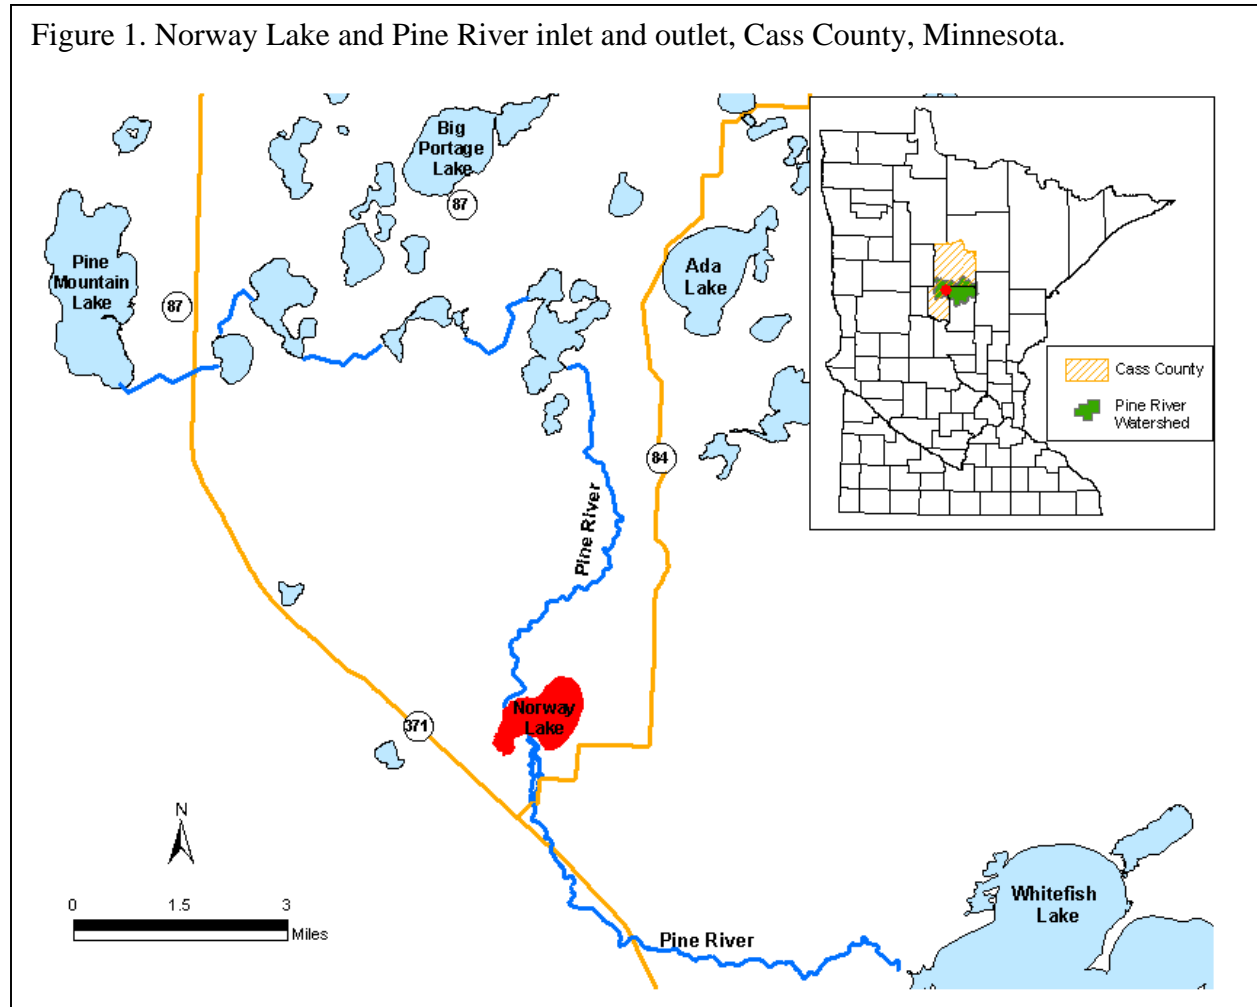 Figure 1. Norway Lake and Pine River inlet and outlet, Cass County, Minnesota.
Big
Portage
Lake
87
Pine
Mountain
Lake
87
Ada
Lake
Cass County
Pine River
Watershed
84
Pine River
Norway
Lake
371
N
0 1.5 3
Miles
Whitefish
Lake
Pine River